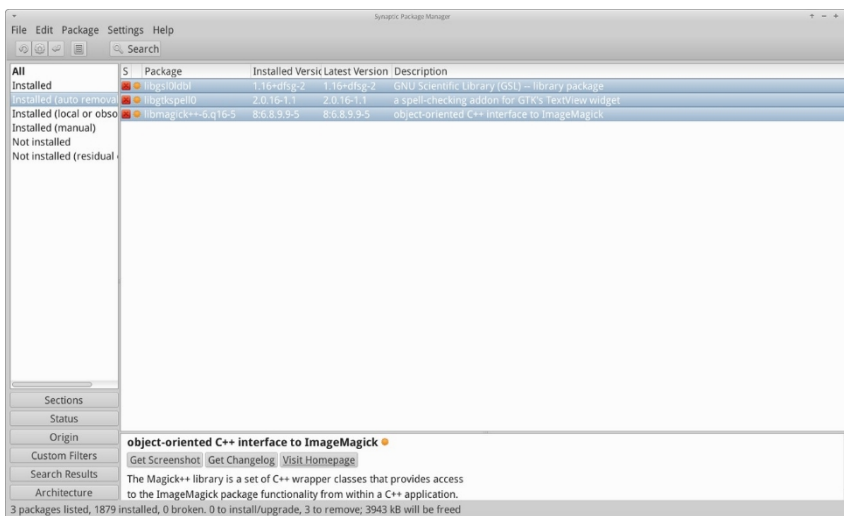 Synaptic Package Manager
File Edit Package Settings Help
Search
All
Installed
Installed (auto remova
Installed (local or obso
Installed (manual)
Not installed
Not installed (residual
S Package Installed Versic Latest Version Description
libgsl0ldbl 1.16+dfsg-2 1.16+dfsg-2 GNU Scientific Library (GSL) -- library package
libgtkspell0 2.0.16-1.1 2.0.16-1.1 a spell-checking addon for GTK's TextView widget
libmagick++-6.q16-5 8:6.8.9.9-5 8:6.8.9.9-5 object-oriented C++ interface to ImageMagick
Sections
Status
Origin
Custom Filters
Search Results
Architecture
object-oriented C++ interface to ImageMagick
Get Screenshot Get Changelog Visit Homepage
The Magick++ library is a set of C++ wrapper classes that provides access
to the ImageMagick package functionality from within a C++ application.
3 packages listed, 1879 installed, 0 broken. 0 to install/upgrade, 3 to remove; 3943 kB will be freed